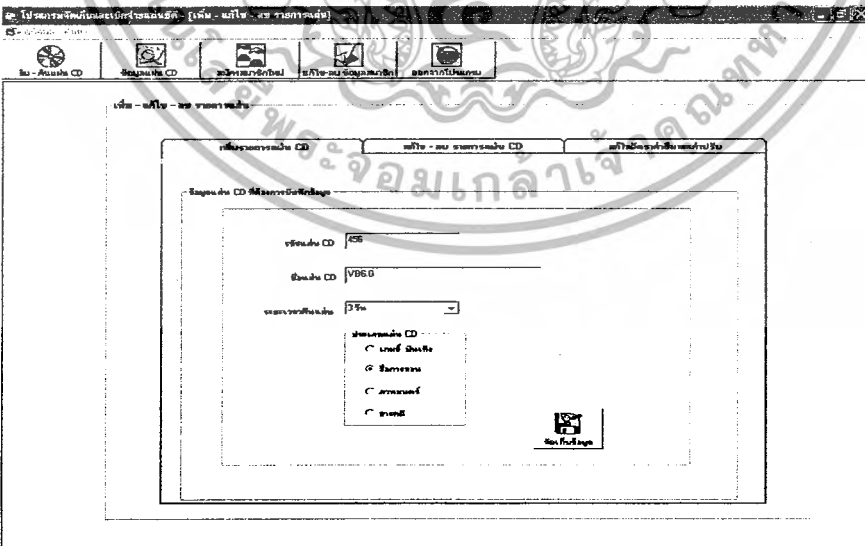 โปรแกรมจัดเก็บและเบิกจ่ายแผ่นซีดี - [เพิ่ม - แก้ไข - ลบ รายการแผ่น]
ยืม - คืนแผ่น CD
ข้อมูลแผ่น CD
สมัครสมาชิกใหม่
แก้ไข-ลบ ข้อมูลสมาชิก
ออกจากโปรแกรม
เพิ่ม - แก้ไข - ลบ รายการแผ่น
พระจอมเกล้าเจ้าคุณทห
เพิ่มรายการแผ่น CD
แก้ไข - ลบ รายการแผ่น CD
แก้ไขอัตราค่ายืมและค่าปรับ
ข้อมูลแผ่น CD ที่ต้องการบันทึกข้อมูล
รหัสแผ่น CD
456
ชื่อแผ่น CD
VB6.0
ระยะเวลายืมแผ่น
3 วัน
ประเภทแผ่น CD
เกมส์ บันเทิง
สื่อการสอน
ภาพยนตร์
สารคดี
จัดเก็บข้อมูล